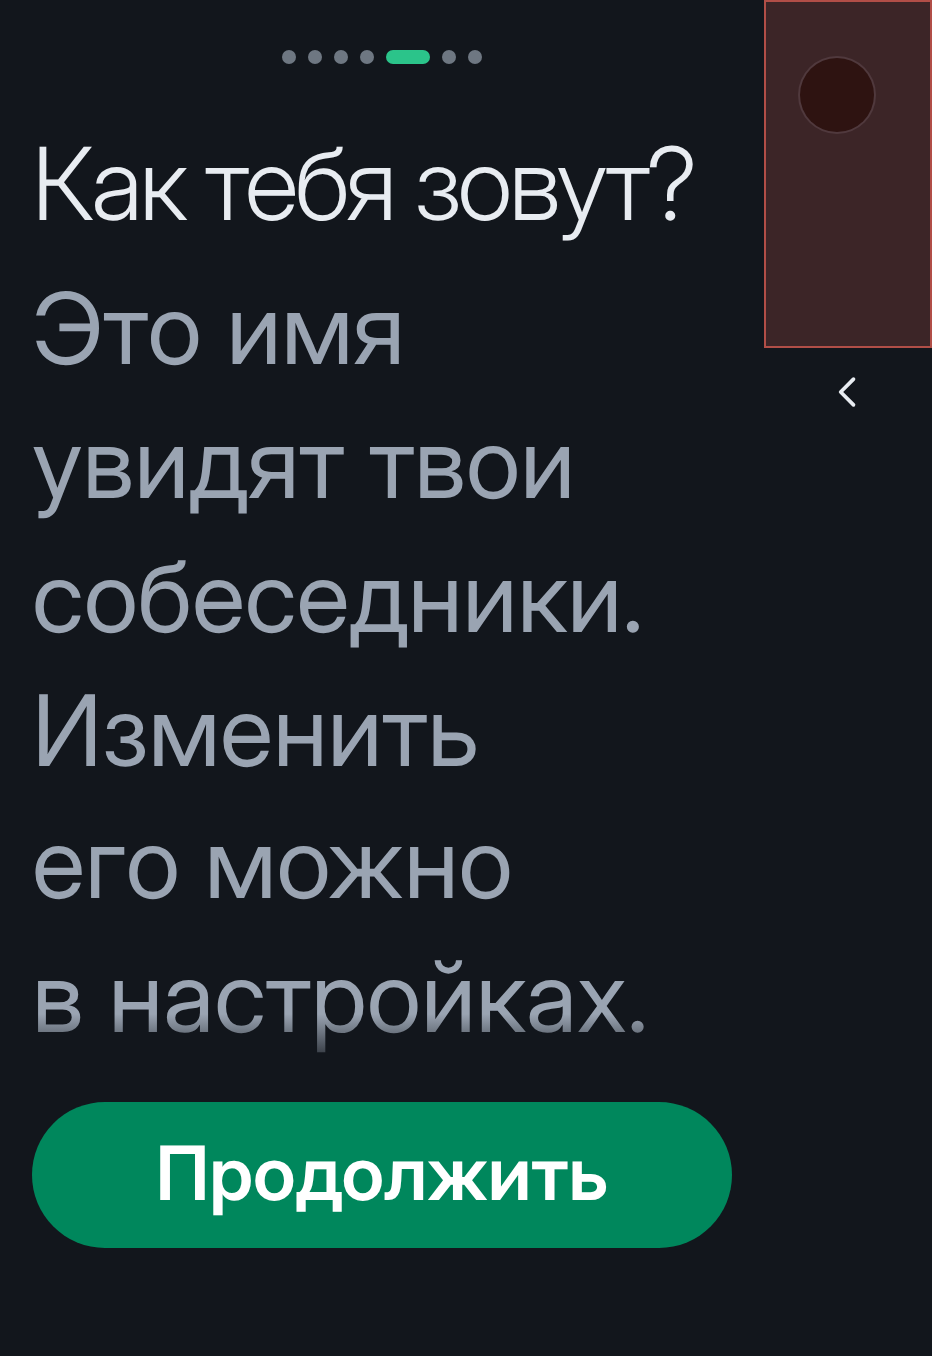 Как тебя зовут?
Это имя
увидят твои
собеседники.
Изменить
его можно
в настройках.
Продолжить